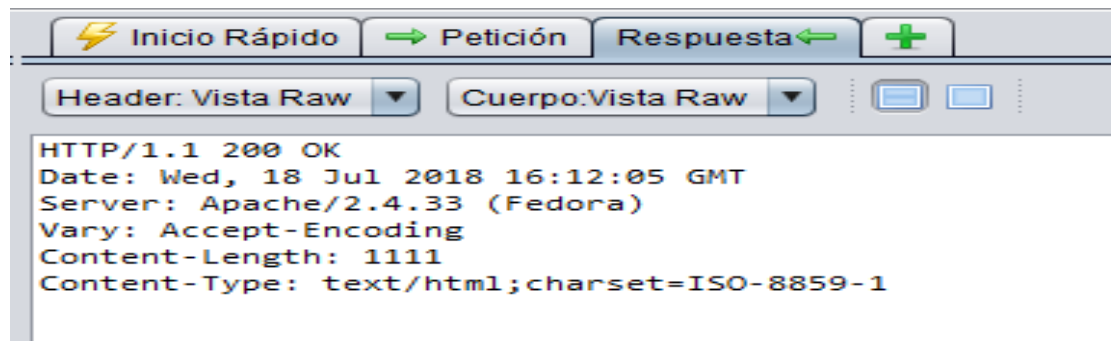 Inicio Rápido Petición Respuesta
Header: Vista Raw Cuerpo:Vista Raw
HTTP/1.1 200 OK
Date: Wed, 18 Jul 2018 16:12:05 GMT
Server: Apache/2.4.33 (Fedora)
Vary: Accept-Encoding
Content-Length: 1111
Content-Type: text/html;charset=ISO-8859-1